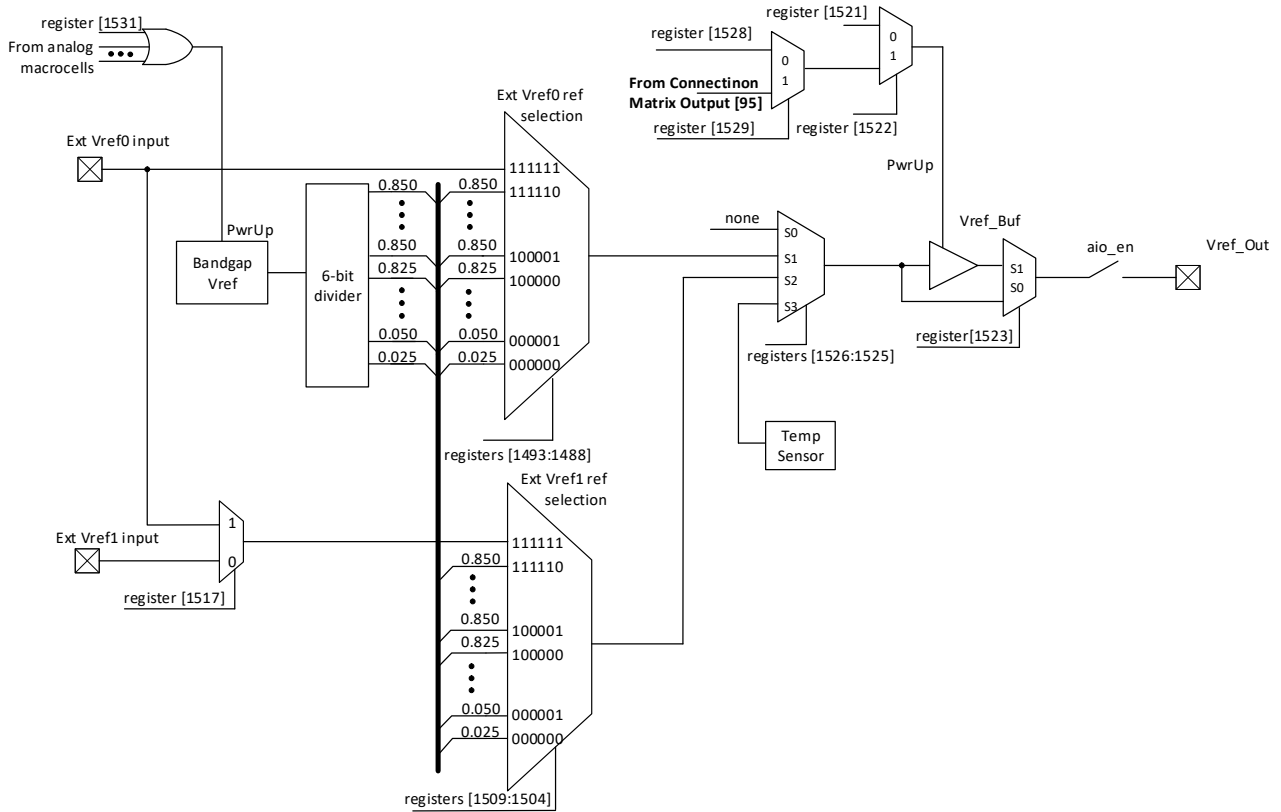 register [1531]
From analog
macrocells
register [1521]
register [1528]
0
1
0
1
From Connectinon
Matrix Output [95]
register [1529]
register [1522]
Ext Vref0 ref
selection
Ext Vref0 input
PwrUp
111111
0.850
0.850
111110
PwrUp
Bandgap
Vref
6-bit
divider
0.850
0.850
100001
0.825
0.825
100000
0.050
0.050
000001
0.025
0.025
000000
registers [1493:1488]
none
S0
S1
S2
S3
registers [1526:1525]
Vref_Buf
S1
S0
register[1523]
aio_en
Vref_Out
Temp
Sensor
Ext Vref1 ref
selection
Ext Vref1 input
1
0
register [1517]
111111
0.850
111110
0.850
100001
0.825
100000
0.050
000001
0.025
000000
registers [1509:1504]